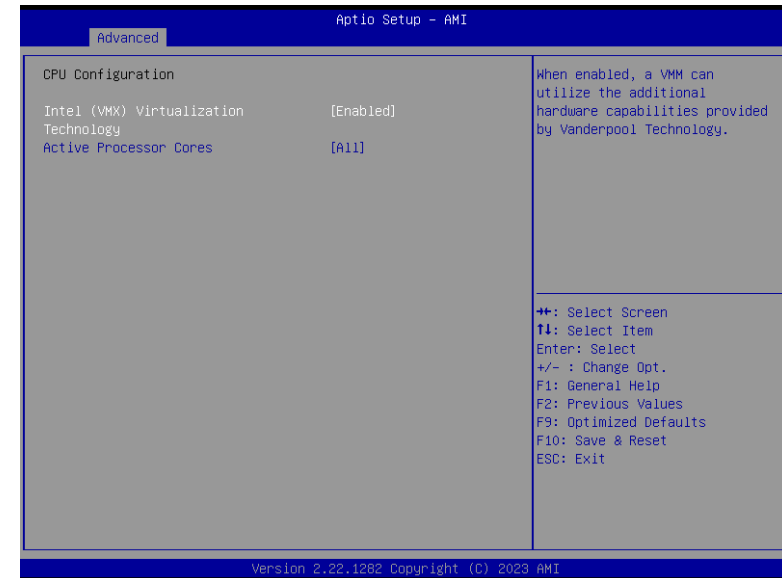 Aptio Setup – AMI
Advanced
CPU Configuration
Intel (VMX) Virtualization [Enabled]
Technology
Active Processor Cores [All]
When enabled, a VMM can
utilize the additional
hardware capabilities provided
by Vanderpool Technology.
→←: Select Screen
↑↓: Select Item
Enter: Select
+/- : Change Opt.
F1: General Help
F2: Previous Values
F9: Optimized Defaults
F10: Save & Reset
ESC: Exit
Version 2.22.1282 Copyright (C) 2023 AMI